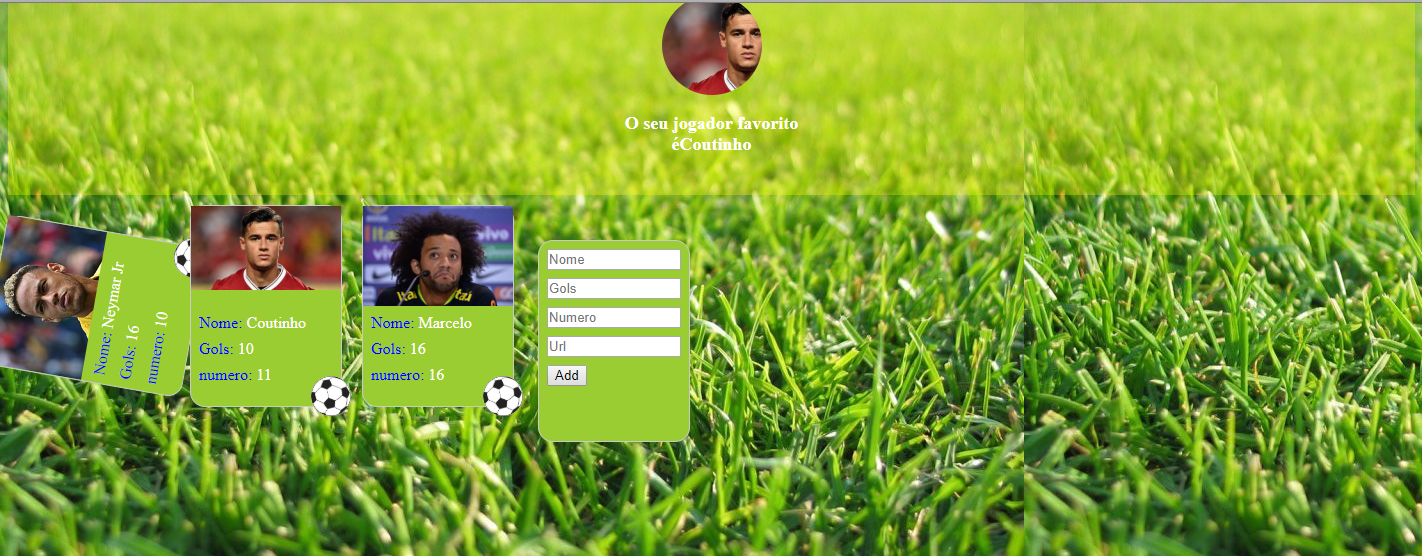 O seu jogador favorito
éCoutinho
Nome: Neymar Jr
Gols: 16
numero: 10
Nome: Coutinho
Gols: 10
numero: 11
Nome: Marcelo
Gols: 16
numero: 16
Nome
Gols
Numero
Url
Add